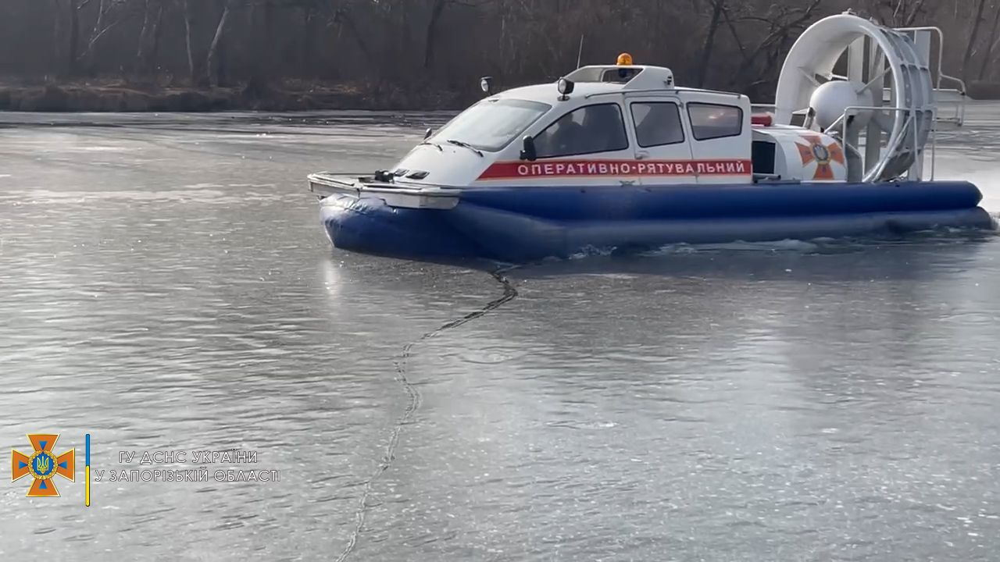 ОПЕРАТИВНО-РЯТУВАЛЬНИЙ
ГУ ДСНС УКРАЇНИ
У ЗАПОРІЗЬКІЙ ОБЛАСТІ